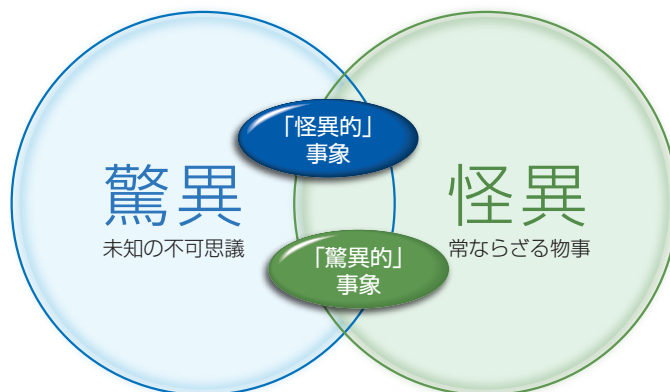 「怪異的」
事象
驚異
未知の不可思議
怪異
常ならざる物事
「驚異的」
事象